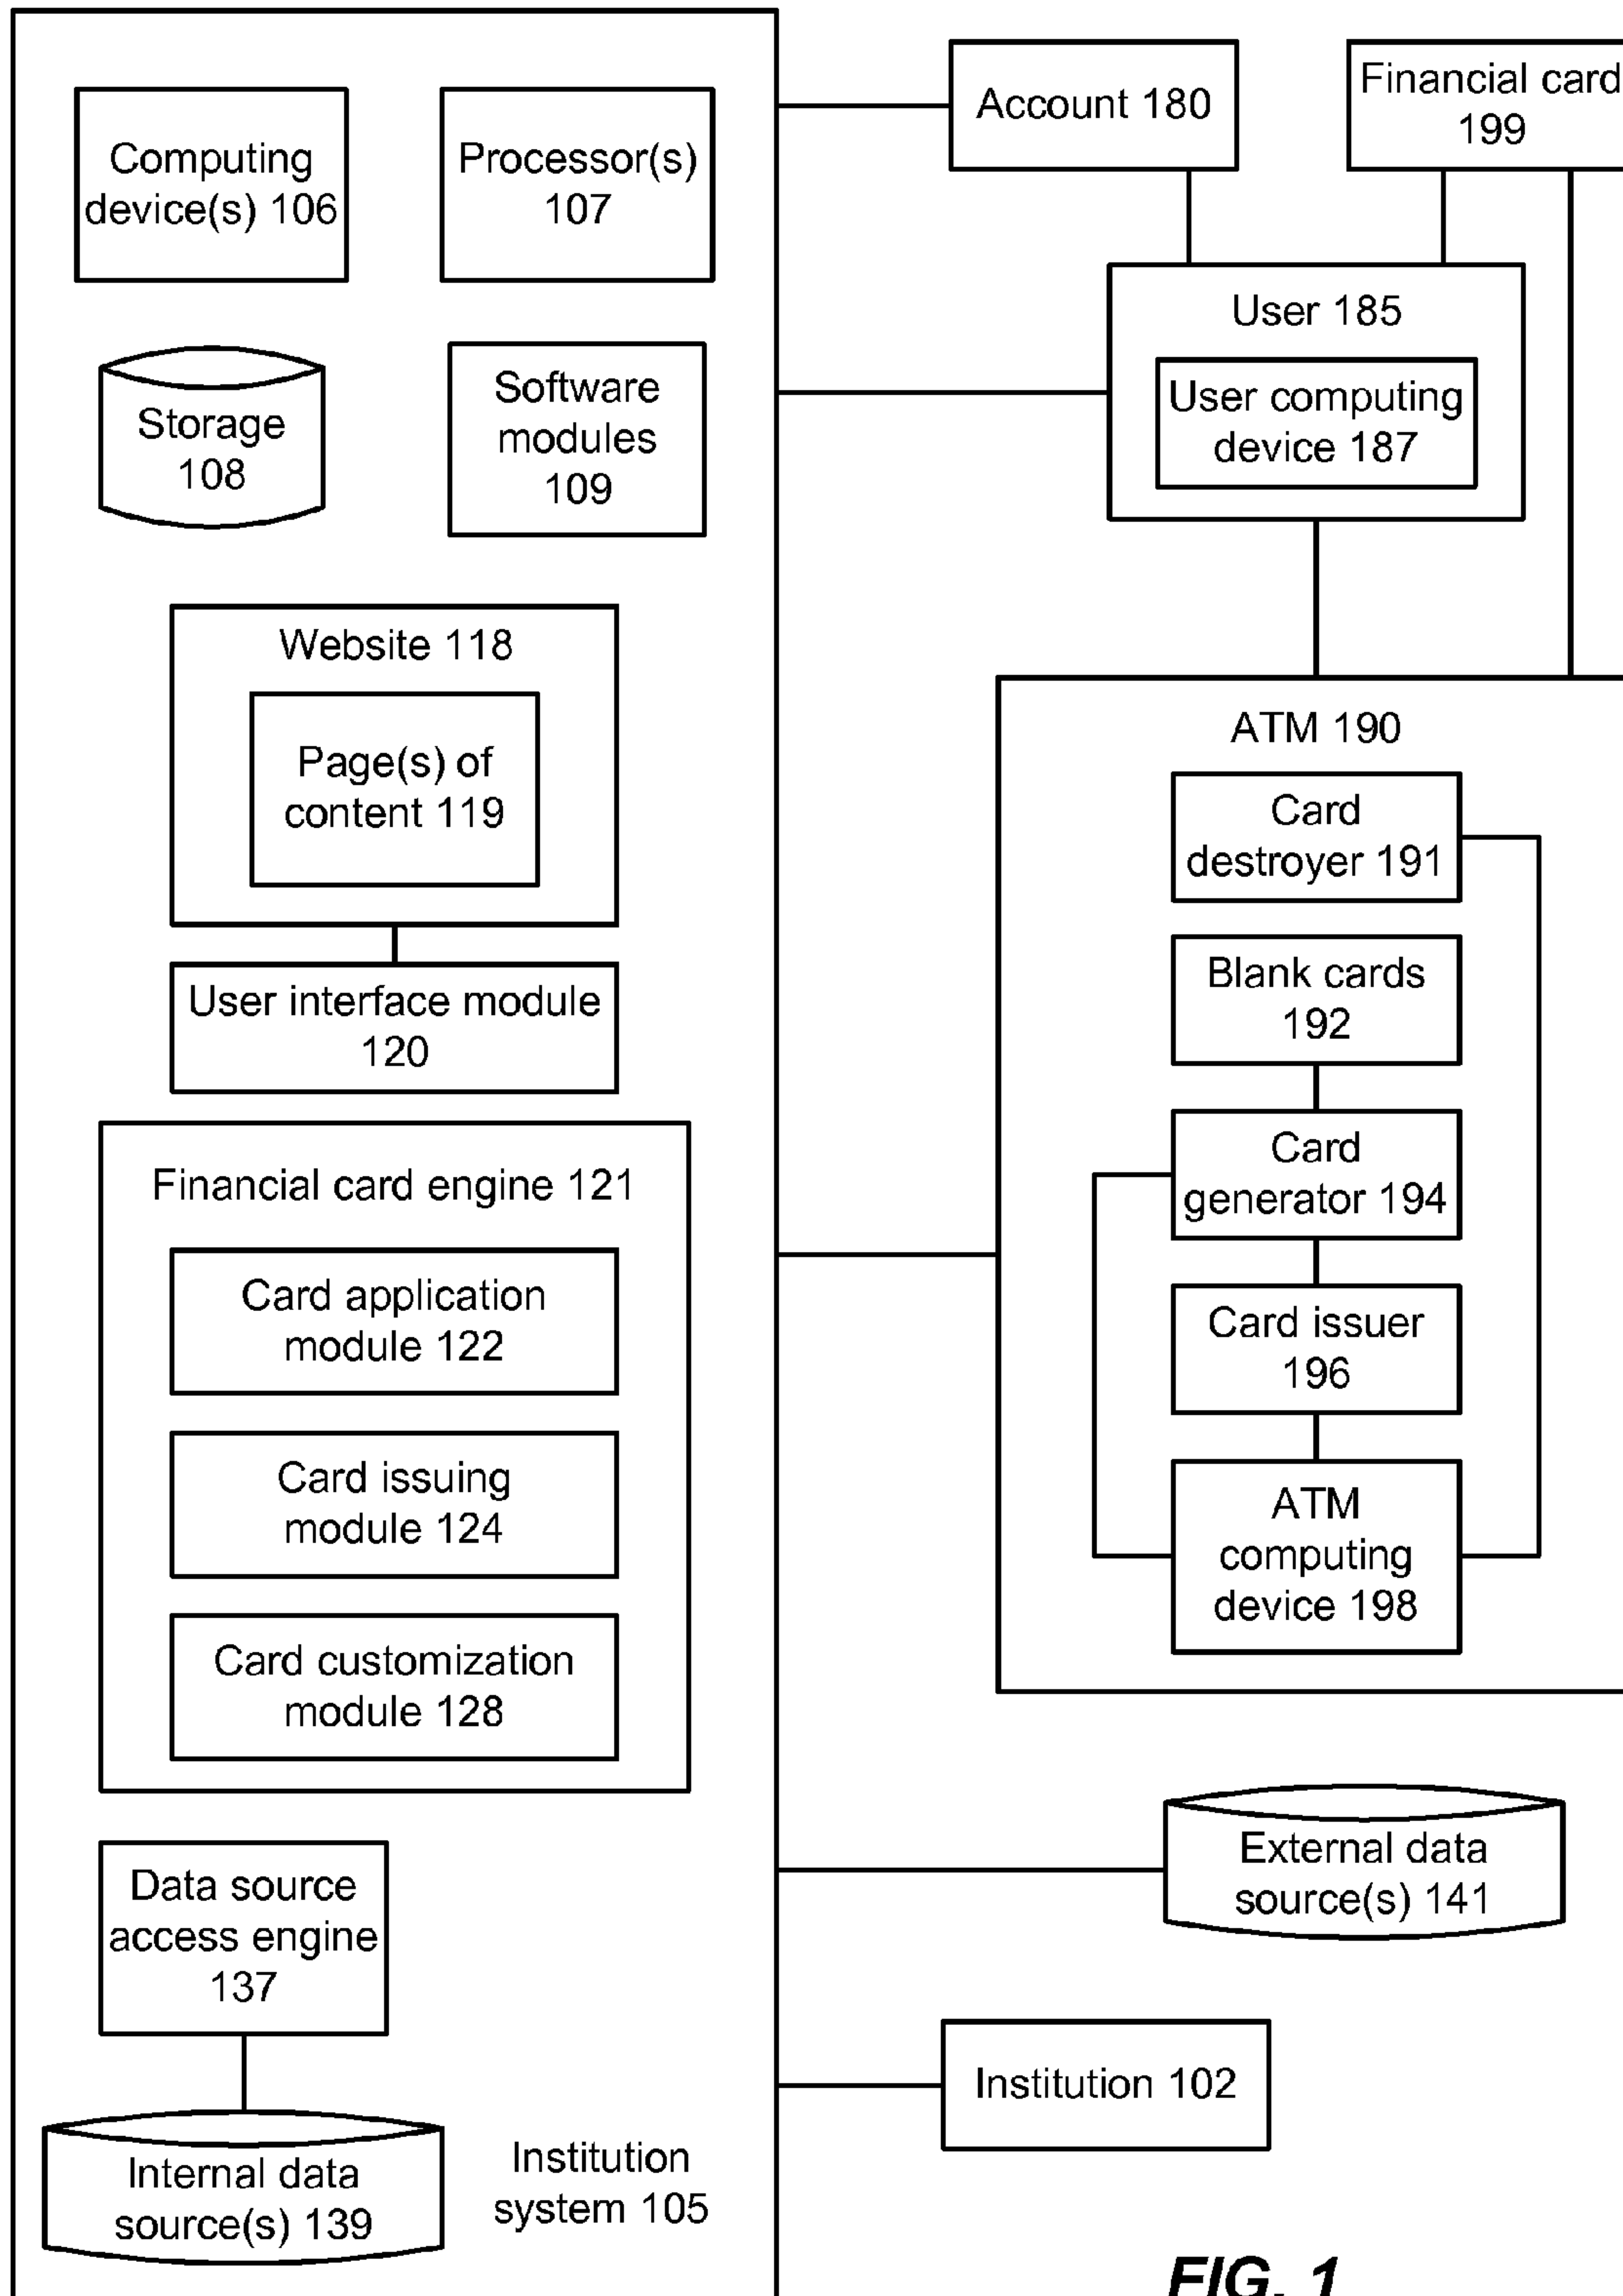 Computing
device(s) 106
Processor(s)
107
Storage
108
Software
modules
109
Website 118
Page(s) of
content 119
User interface module
120
Financial card engine 121
Card application
module 122
Card issuing
module 124
Card customization
module 128
Data source
access engine
137
Internal data
source(s) 139
Institution
system 105
Account 180
Financial card
199
User 185
User computing
device 187
ATM 190
Card
destroyer 191
Blank cards
192
Card
generator 194
Card issuer
196
ATM
computing
device 198
External data
source(s) 141
Institution 102
FIG. 1